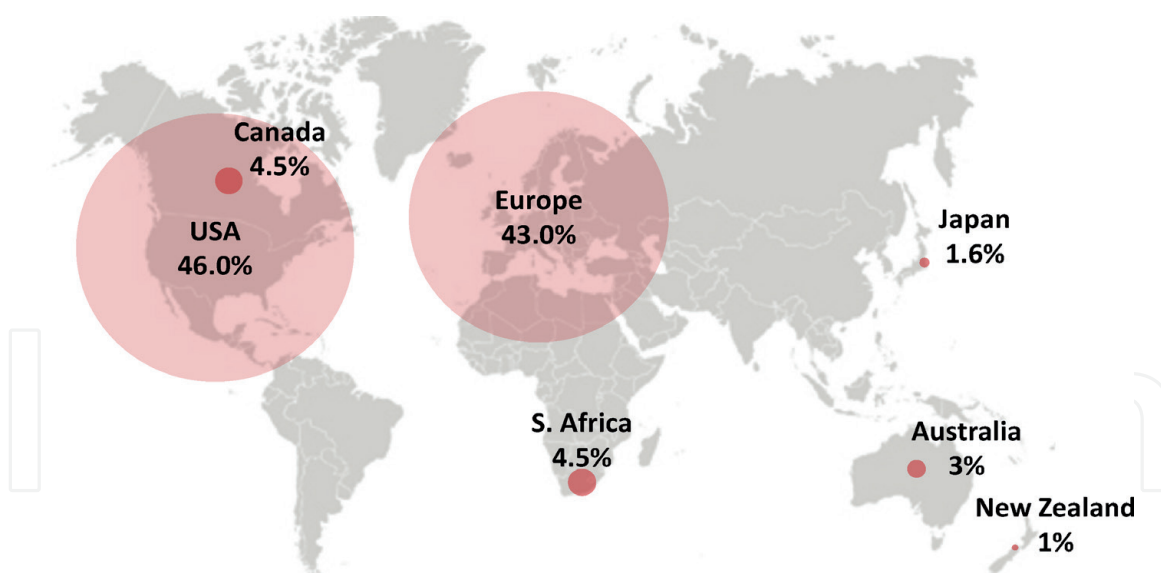 Canada
4.5%
USA
46.0%
Europe
43.0%
Japan
1.6%
S. Africa
4.5%
Australia
3%
New Zealand
1%